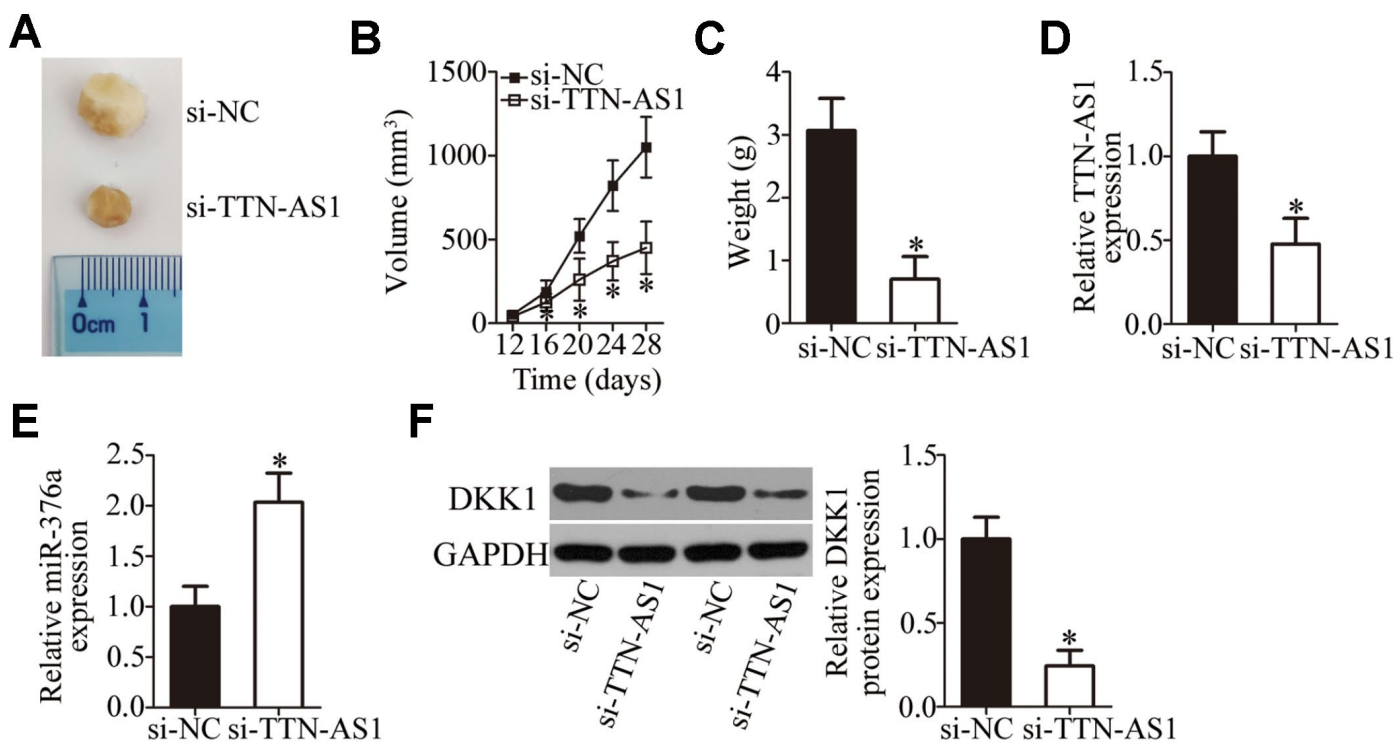 A
si-NC
si-TTN-AS1
0cm 1
B
1500
1000
500
0
si-NC
si-TTN-AS1
Volume (mm³)
* * * *
12 16 20 24 28
Time (days)
C
4
3
2
1
0
Weight (g)
*
si-NC si-TTN-AS1
D
1.5
1.0
0.5
0.0
Relative TTN-AS1
expression
*
si-NC si-TTN-AS1
E
2.5
2.0
1.5
1.0
0.5
0.0
Relative miR-376a
expression
*
si-NC si-TTN-AS1
F
DKK1
GAPDH
si-NC
si-TTN-AS1
si-NC
si-TTN-AS1
1.5
1.0
0.5
0.0
Relative DKK1
protein expression
*
si-NC si-TTN-AS1